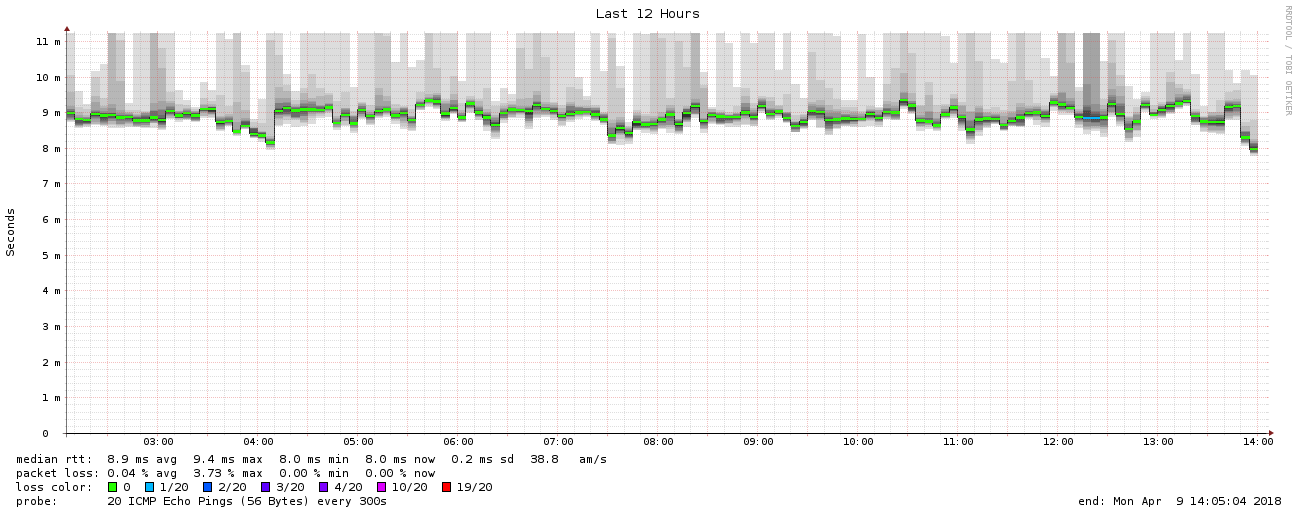 Last 12 Hours
RRDTOOL / TOBI OETIKER
Seconds
11 m
10 m
9 m
8 m
7 m
6 m
5 m
4 m
3 m
2 m
1 m
0
03:00 04:00 05:00 06:00 07:00 08:00 09:00 10:00 11:00 12:00 13:00 14:00
median rtt: 8.9 ms avg 9.4 ms max 8.0 ms min 8.0 ms now 0.2 ms sd 38.8 am/s
packet loss: 0.04 % avg 3.73 % max 0.00 % min 0.00 % now
loss color: 0 1/20 2/20 3/20 4/20 10/20 19/20
probe: 20 ICMP Echo Pings (56 Bytes) every 300s end: Mon Apr 9 14:05:04 2018